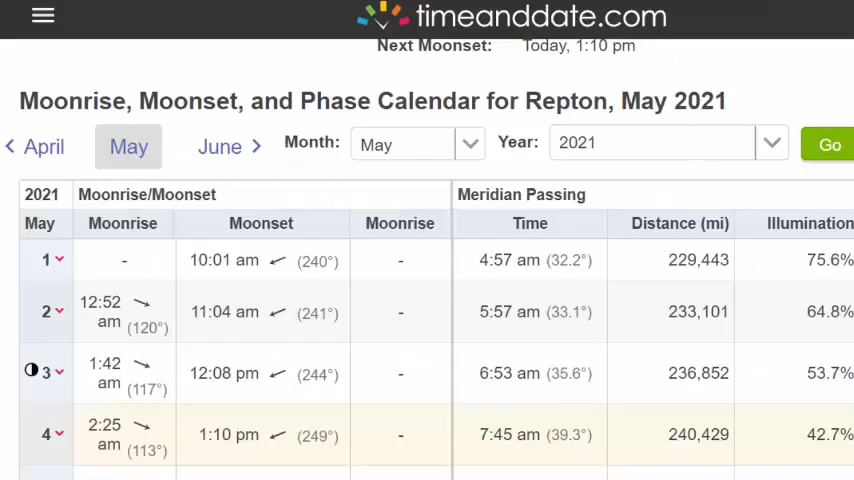 timeanddate.com
Next Moonset: Today, 1:10 pm
Moonrise, Moonset, and Phase Calendar for Repton, May 2021
April May June Month: May Year: 2021 Go
2021 Moonrise/Moonset Meridian Passing
May Moonrise Moonset Moonrise Time Distance (mi) Illumination
1 - 10:01 am (240°) - 4:57 am (32.2°) 229,443 75.6%
2 12:52 am (120°) 11:04 am (241°) - 5:57 am (33.1°) 233,101 64.8%
3 1:42 am (117°) 12:08 pm (244°) - 6:53 am (35.6°) 236,852 53.7%
4 2:25 am (113°) 1:10 pm (249°) - 7:45 am (39.3°) 240,429 42.7%